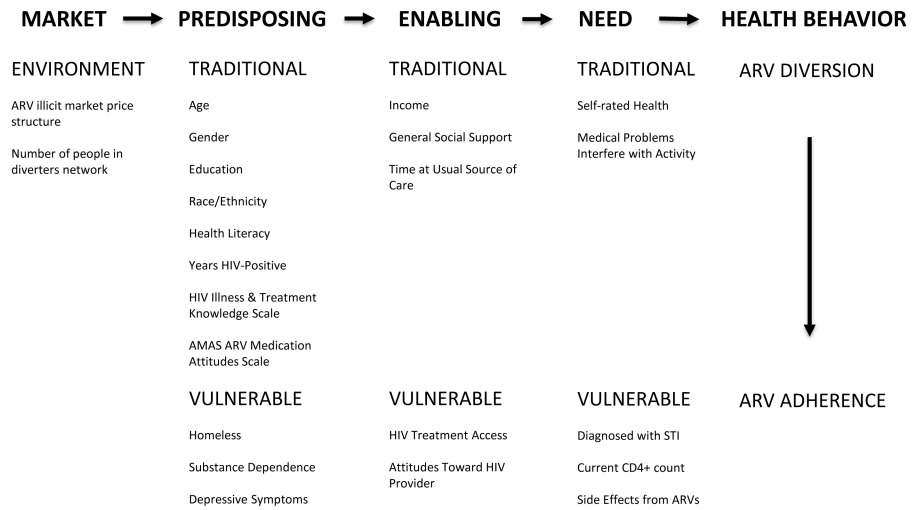 MARKET
PREDISPOSING
ENABLING
NEED
HEALTH BEHAVIOR
ENVIRONMENT
ARV illicit market price
structure
Number of people in
diverters network
TRADITIONAL
Age
Gender
Education
Race/Ethnicity
Health Literacy
Years HIV-Positive
HIV Illness & Treatment
Knowledge Scale
AMAS ARV Medication
Attitudes Scale
VULNERABLE
Homeless
Substance Dependence
Depressive Symptoms
TRADITIONAL
Income
General Social Support
Time at Usual Source of
Care
VULNERABLE
HIV Treatment Access
Attitudes Toward HIV
Provider
TRADITIONAL
Self-rated Health
Medical Problems
Interfere with Activity
VULNERABLE
Diagnosed with STI
Current CD4+ count
Side Effects from ARVs
ARV DIVERSION
ARV ADHERENCE